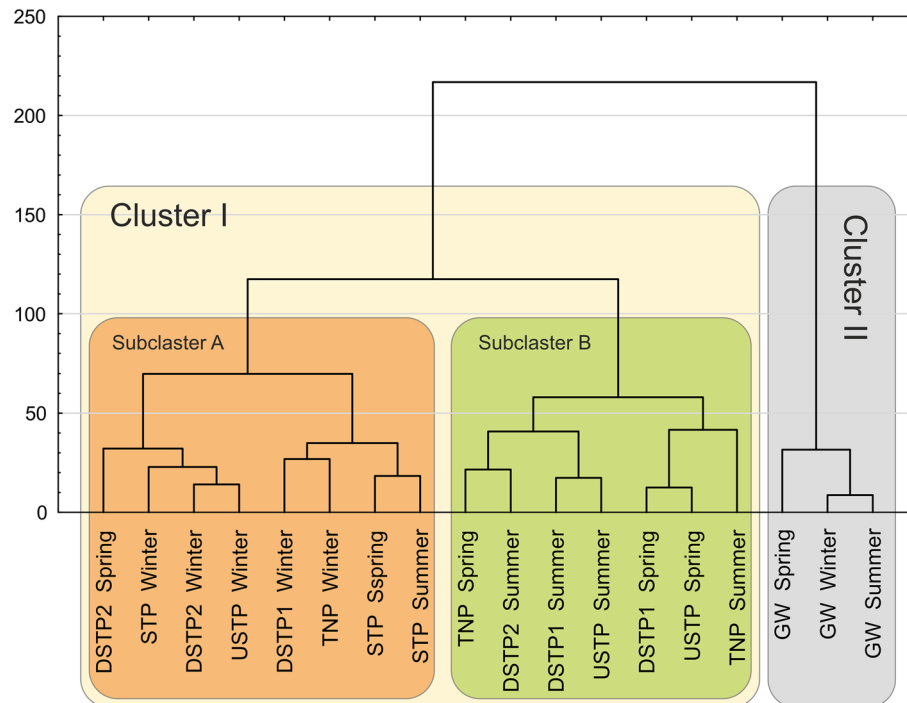 250
200
150
100
50
0
Cluster I
Cluster II
Subclaster A
Subclaster B
DSTP2 Spring
STP Winter
DSTP2 Winter
USTP Winter
DSTP1 Winter
TNP Winter
STP Sspring
STP Summer
TNP Spring
DSTP2 Summer
DSTP1 Summer
USTP Summer
DSTP1 Spring
USTP Spring
TNP Summer
GW Spring
GW Winter
GW Summer